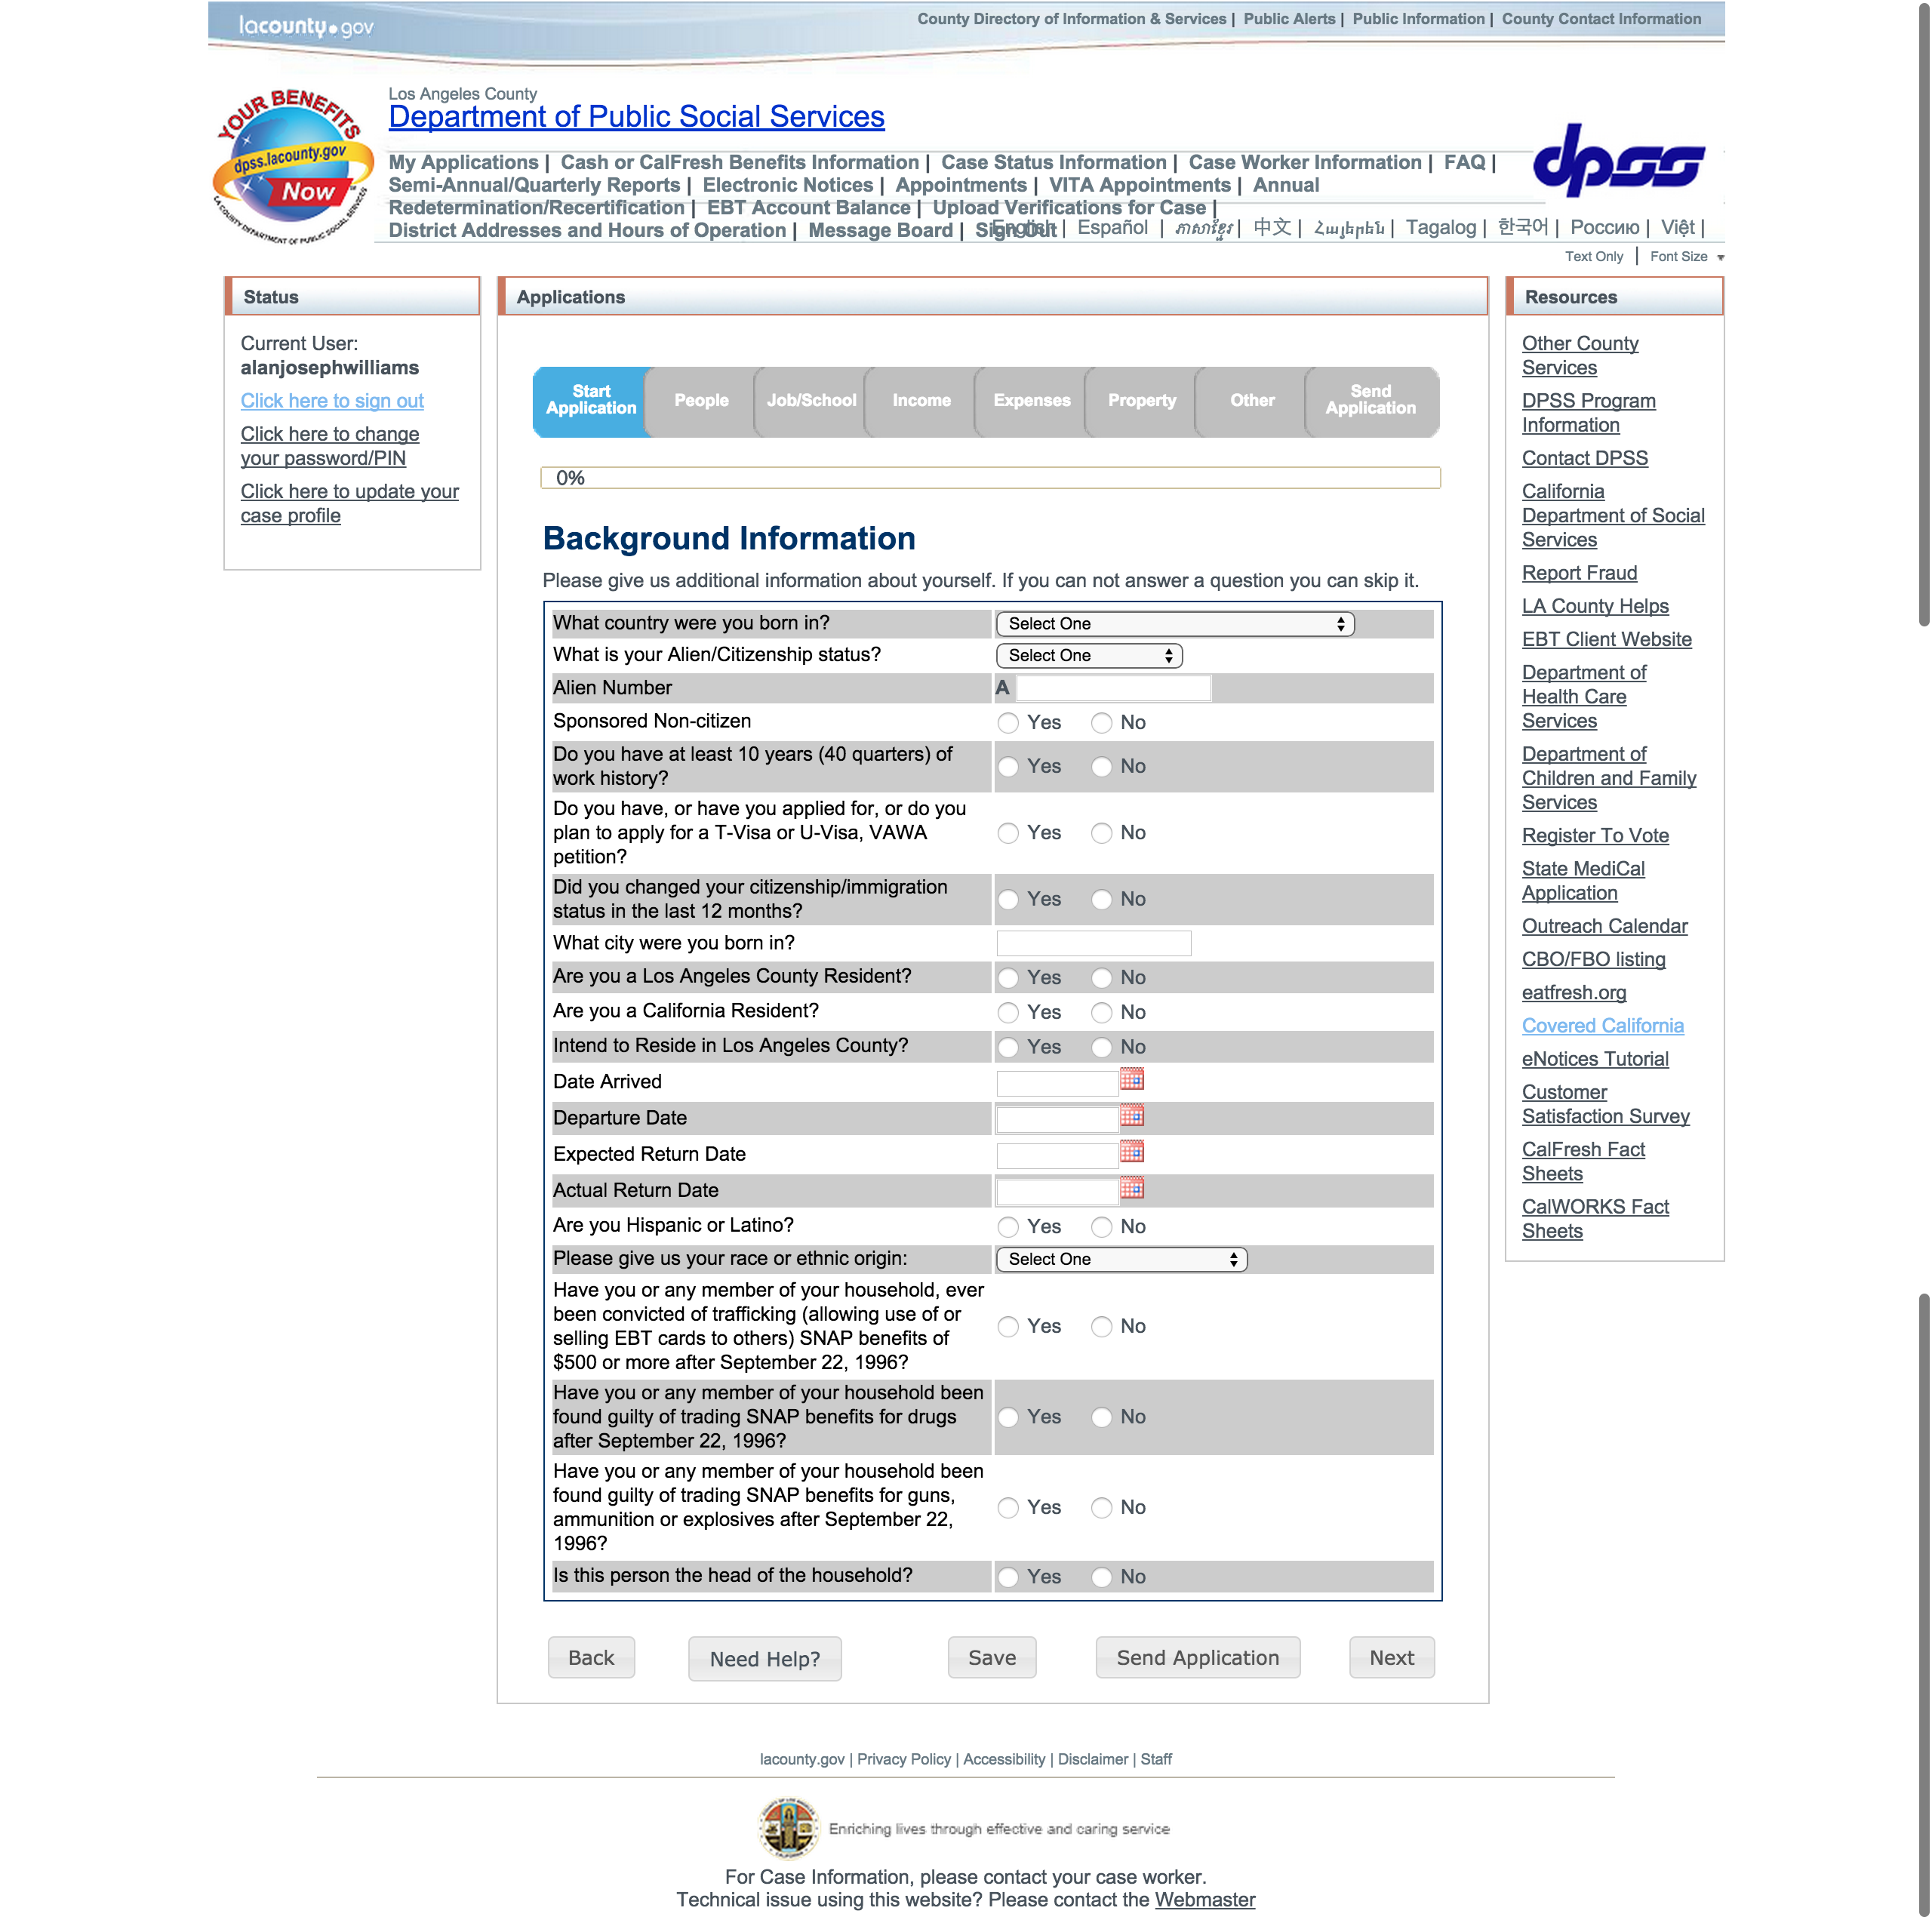 lacounty.gov
County Directory of Information & Services | Public Alerts | Public Information | County Contact Information
YOUR BENEFITS
dpss.lacounty.gov
Now
LA COUNTY DEPARTMENT OF PUBLIC SOCIAL SERVICES
Los Angeles County
Department of Public Social Services
dpss
My Applications | Cash or CalFresh Benefits Information | Case Status Information | Case Worker Information | FAQ |
Semi-Annual/Quarterly Reports | Electronic Notices | Appointments | VITA Appointments | Annual
Redetermination/Recertification | EBT Account Balance | Upload Verifications for Case |
District Addresses and Hours of Operation | Message Board | Sign Out
English | Español | ភាសាខ្មែរ | 中文 | Հայերեն | Tagalog | 한국어 | Россию | Việt |
Text Only | Font Size
Status
Current User:
alanjosephwilliams
Click here to sign out
Click here to change
your password/PIN
Click here to update your
case profile
Applications
Start
Application
People
Job/School
Income
Expenses
Property
Other
Send
Application
0%
Background Information
Please give us additional information about yourself. If you can not answer a question you can skip it.
What country were you born in? Select One
What is your Alien/Citizenship status? Select One
Alien Number A
Sponsored Non-citizen Yes No
Do you have at least 10 years (40 quarters) of
work history? Yes No
Do you have, or have you applied for, or do you
plan to apply for a T-Visa or U-Visa, VAWA
petition? Yes No
Did you changed your citizenship/immigration
status in the last 12 months? Yes No
What city were you born in?
Are you a Los Angeles County Resident? Yes No
Are you a California Resident? Yes No
Intend to Reside in Los Angeles County? Yes No
Date Arrived
Departure Date
Expected Return Date
Actual Return Date
Are you Hispanic or Latino? Yes No
Please give us your race or ethnic origin: Select One
Have you or any member of your household, ever
been convicted of trafficking (allowing use of or
selling EBT cards to others) SNAP benefits of
$500 or more after September 22, 1996? Yes No
Have you or any member of your household been
found guilty of trading SNAP benefits for drugs
after September 22, 1996? Yes No
Have you or any member of your household been
found guilty of trading SNAP benefits for guns,
ammunition or explosives after September 22,
1996? Yes No
Is this person the head of the household? Yes No
Back
Need Help?
Save
Send Application
Next
Resources
Other County
Services
DPSS Program
Information
Contact DPSS
California
Department of Social
Services
Report Fraud
LA County Helps
EBT Client Website
Department of
Health Care
Services
Department of
Children and Family
Services
Register To Vote
State MediCal
Application
Outreach Calendar
CBO/FBO listing
eatfresh.org
Covered California
eNotices Tutorial
Customer
Satisfaction Survey
CalFresh Fact
Sheets
CalWORKS Fact
Sheets
lacounty.gov | Privacy Policy | Accessibility | Disclaimer | Staff
Enriching lives through effective and caring service
For Case Information, please contact your case worker.
Technical issue using this website? Please contact the Webmaster